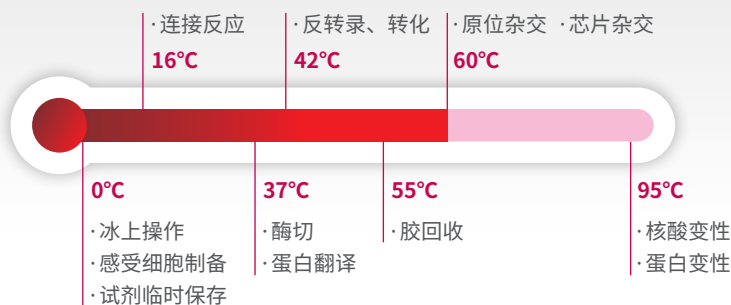 ·连接反应
16℃
·反转录、转化
42℃
·原位杂交 ·芯片杂交
60℃
0℃
·冰上操作
·感受细胞制备
·试剂临时保存
37℃
·酶切
·蛋白翻译
55℃
·胶回收
95℃
·核酸变性
·蛋白变性